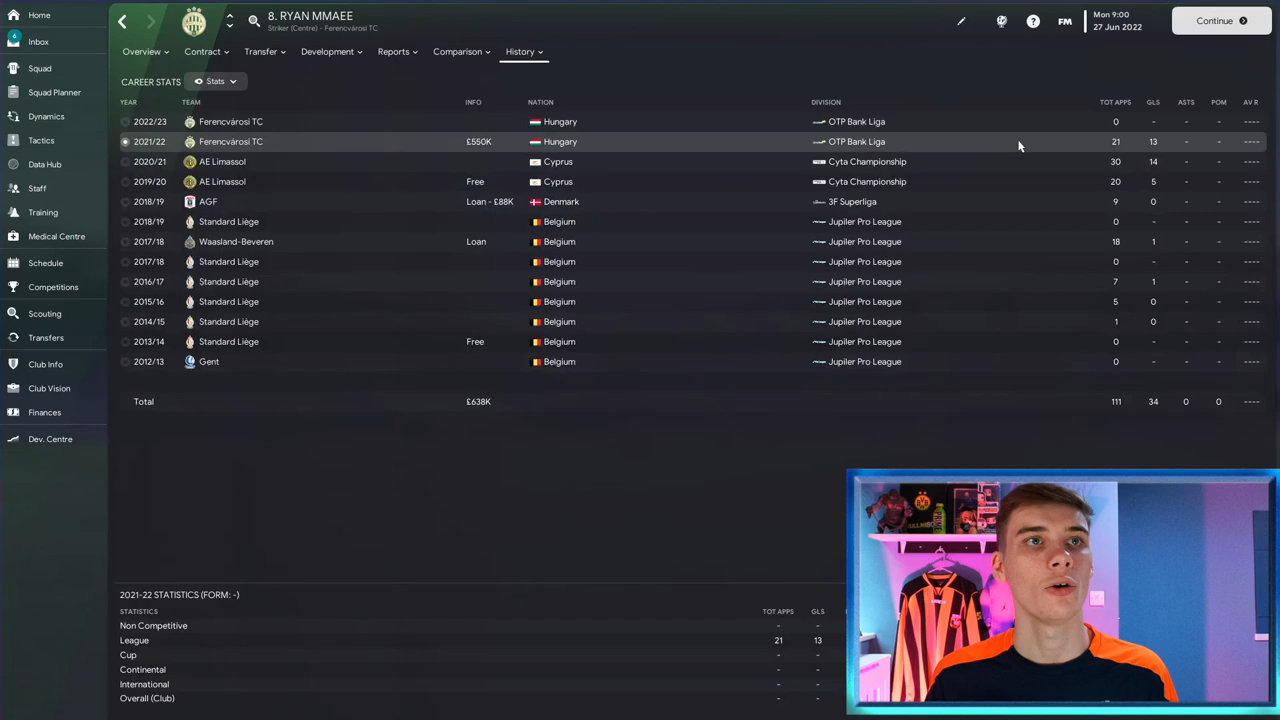 8. RYAN MMAEE
Striker (Centre) - Ferencvárosi TC
? FM Mon 9:00
27 Jun 2022
Continue
Home
6
Inbox
Squad
Squad Planner
Dynamics
Tactics
Data Hub
Staff
Training
Medical Centre
Schedule
Competitions
Scouting
Transfers
Club Info
Club Vision
Finances
Dev. Centre
Overview Contract Transfer Development Reports Comparison History
CAREER STATS Stats
YEAR TEAM INFO NATION DIVISION TOT APPS GLS ASTS POM AV R
2022/23 Ferencvárosi TC Hungary OTP Bank Liga 0 - - - ----
2021/22 Ferencvárosi TC £550K Hungary OTP Bank Liga 21 13 - - ----
2020/21 AE Limassol Cyprus Cyta Championship 30 14 - - ----
2019/20 AE Limassol Free Cyprus Cyta Championship 20 5 - - ----
2018/19 AGF Loan - £88K Denmark 3F Superliga 9 0 - - ----
2018/19 Standard Liège Belgium Jupiler Pro League 0 - - - ----
2017/18 Waasland-Beveren Loan Belgium Jupiler Pro League 18 1 - - ----
2017/18 Standard Liège Belgium Jupiler Pro League 0 - - - ----
2016/17 Standard Liège Belgium Jupiler Pro League 7 1 - - ----
2015/16 Standard Liège Belgium Jupiler Pro League 5 0 - - ----
2014/15 Standard Liège Belgium Jupiler Pro League 1 0 - - ----
2013/14 Standard Liège Free Belgium Jupiler Pro League 0 - - - ----
2012/13 Gent Belgium Jupiler Pro League 0 - - - ----
Total £638K 111 34 0 0 ----
2021-22 STATISTICS (FORM: -)
STATISTICS TOT APPS GLS
Non Competitive - -
League 21 13
Cup - -
Continental - -
International - -
Overall (Club) - -
BVB
09
PRIME